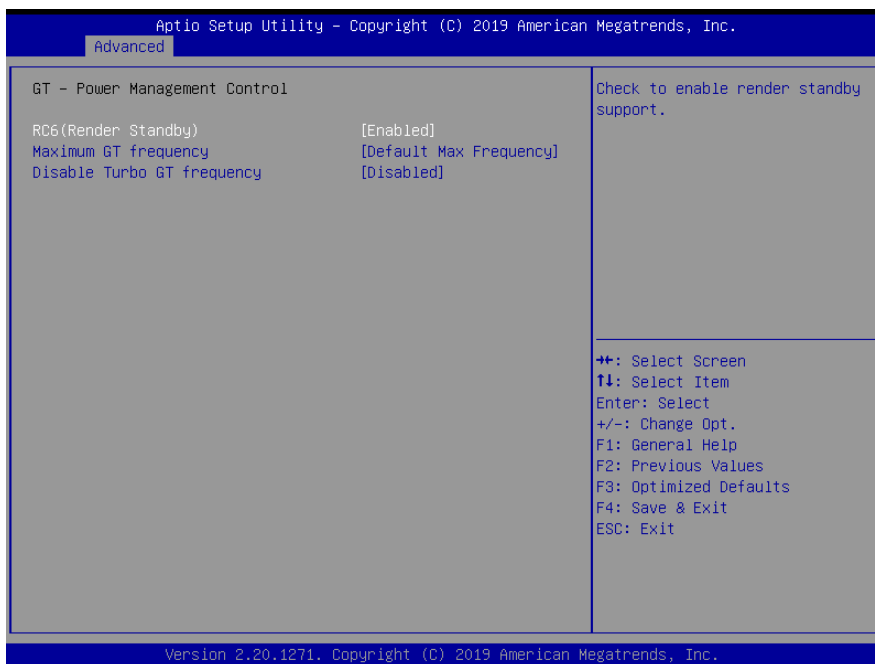 Aptio Setup Utility – Copyright (C) 2019 American Megatrends, Inc.
Advanced
GT – Power Management Control
RC6(Render Standby) [Enabled]
Maximum GT frequency [Default Max Frequency]
Disable Turbo GT frequency [Disabled]
Check to enable render standby
support.
→←: Select Screen
↑↓: Select Item
Enter: Select
+/-: Change Opt.
F1: General Help
F2: Previous Values
F3: Optimized Defaults
F4: Save & Exit
ESC: Exit
Version 2.20.1271. Copyright (C) 2019 American Megatrends, Inc.